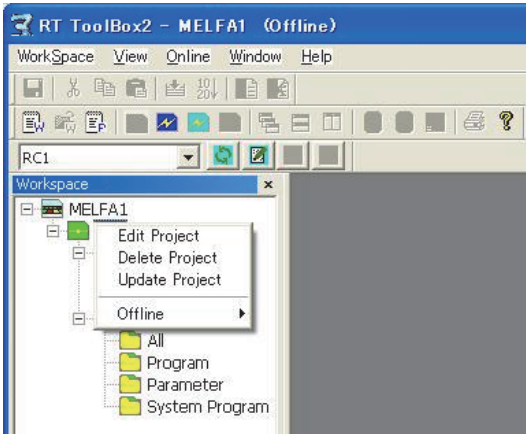 RT ToolBox2 - MELFA1 (Offline)
WorkSpace View Online Window Help
RC1
Workspace
MELFA1
Edit Project
Delete Project
Update Project
Offline
All
Program
Parameter
System Program